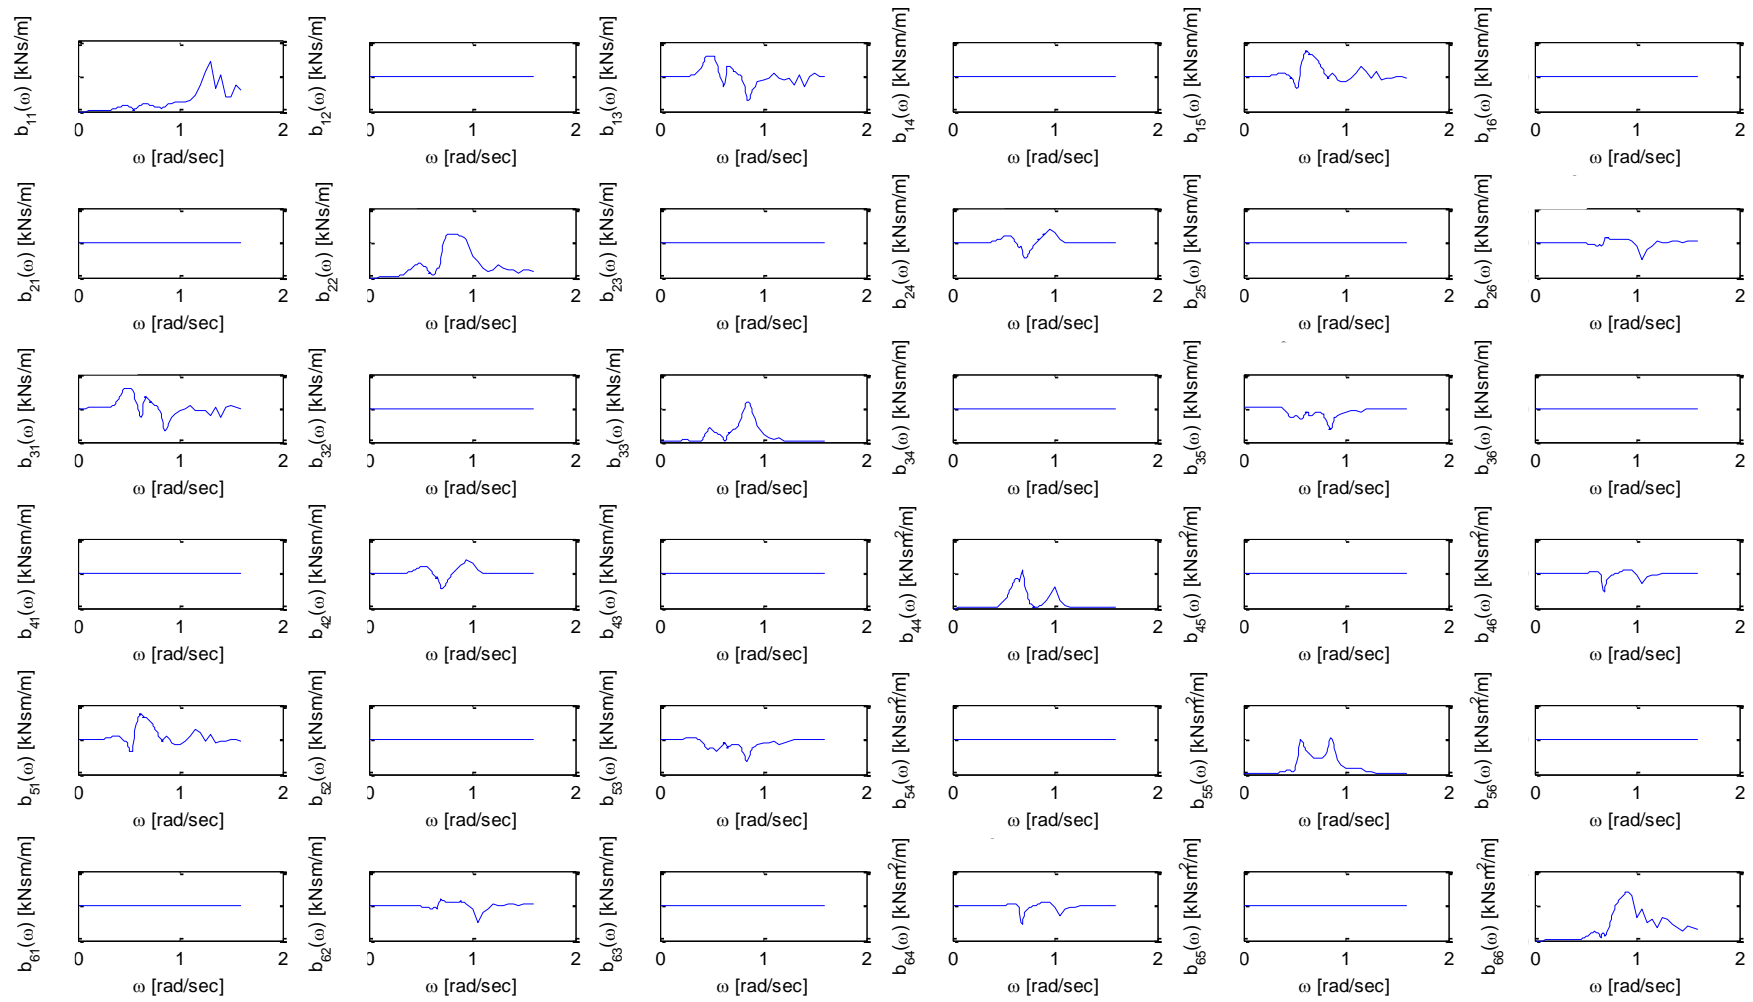 b11(ω) [kNs/m] b12(ω) [kNs/m] b13(ω) [kNs/m] b14(ω) [kNsm/m] b15(ω) [kNsm/m] b16(ω) [kNsm/m]
0 1 2 0 1 2 0 1 2 0 1 2 0 1 2 0 1 2
ω [rad/sec] ω [rad/sec] ω [rad/sec] ω [rad/sec] ω [rad/sec] ω [rad/sec]
b21(ω) [kNs/m] b22(ω) [kNs/m] b23(ω) [kNs/m] b24(ω) [kNsm/m] b25(ω) [kNsm/m] b26(ω) [kNsm/m]
0 1 2 0 1 2 0 1 2 0 1 2 0 1 2 0 1 2
ω [rad/sec] ω [rad/sec] ω [rad/sec] ω [rad/sec] ω [rad/sec] ω [rad/sec]
b31(ω) [kNs/m] b32(ω) [kNs/m] b33(ω) [kNs/m] b34(ω) [kNsm/m] b35(ω) [kNsm/m] b36(ω) [kNsm/m]
0 1 2 0 1 2 0 1 2 0 1 2 0 1 2 0 1 2
ω [rad/sec] ω [rad/sec] ω [rad/sec] ω [rad/sec] ω [rad/sec] ω [rad/sec]
b41(ω) [kNsm/m] b42(ω) [kNsm/m] b43(ω) [kNsm/m] b44(ω) [kNsm²/m] b45(ω) [kNsm²/m] b46(ω) [kNsm²/m]
0 1 2 0 1 2 0 1 2 0 1 2 0 1 2 0 1 2
ω [rad/sec] ω [rad/sec] ω [rad/sec] ω [rad/sec] ω [rad/sec] ω [rad/sec]
b51(ω) [kNsm/m] b52(ω) [kNsm/m] b53(ω) [kNsm/m] b54(ω) [kNsm²/m] b55(ω) [kNsm²/m] b56(ω) [kNsm²/m]
0 1 2 0 1 2 0 1 2 0 1 2 0 1 2 0 1 2
ω [rad/sec] ω [rad/sec] ω [rad/sec] ω [rad/sec] ω [rad/sec] ω [rad/sec]
b61(ω) [kNsm/m] b62(ω) [kNsm/m] b63(ω) [kNsm/m] b64(ω) [kNsm²/m] b65(ω) [kNsm²/m] b66(ω) [kNsm²/m]
0 1 2 0 1 2 0 1 2 0 1 2 0 1 2 0 1 2
ω [rad/sec] ω [rad/sec] ω [rad/sec] ω [rad/sec] ω [rad/sec] ω [rad/sec]